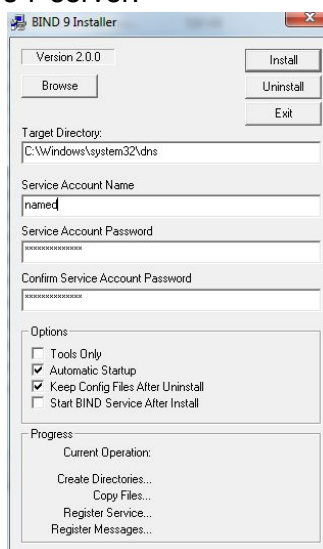 BIND 9 Installer
Version 2.0.0
Install
Browse
Uninstall
Exit
Target Directory:
C:\Windows\system32\dns
Service Account Name
named
Service Account Password
**************
Confirm Service Account Password
**************
Options
Tools Only
Automatic Startup
Keep Config Files After Uninstall
Start BIND Service After Install
Progress
Current Operation:
Create Directories...
Copy Files...
Register Service...
Register Messages...